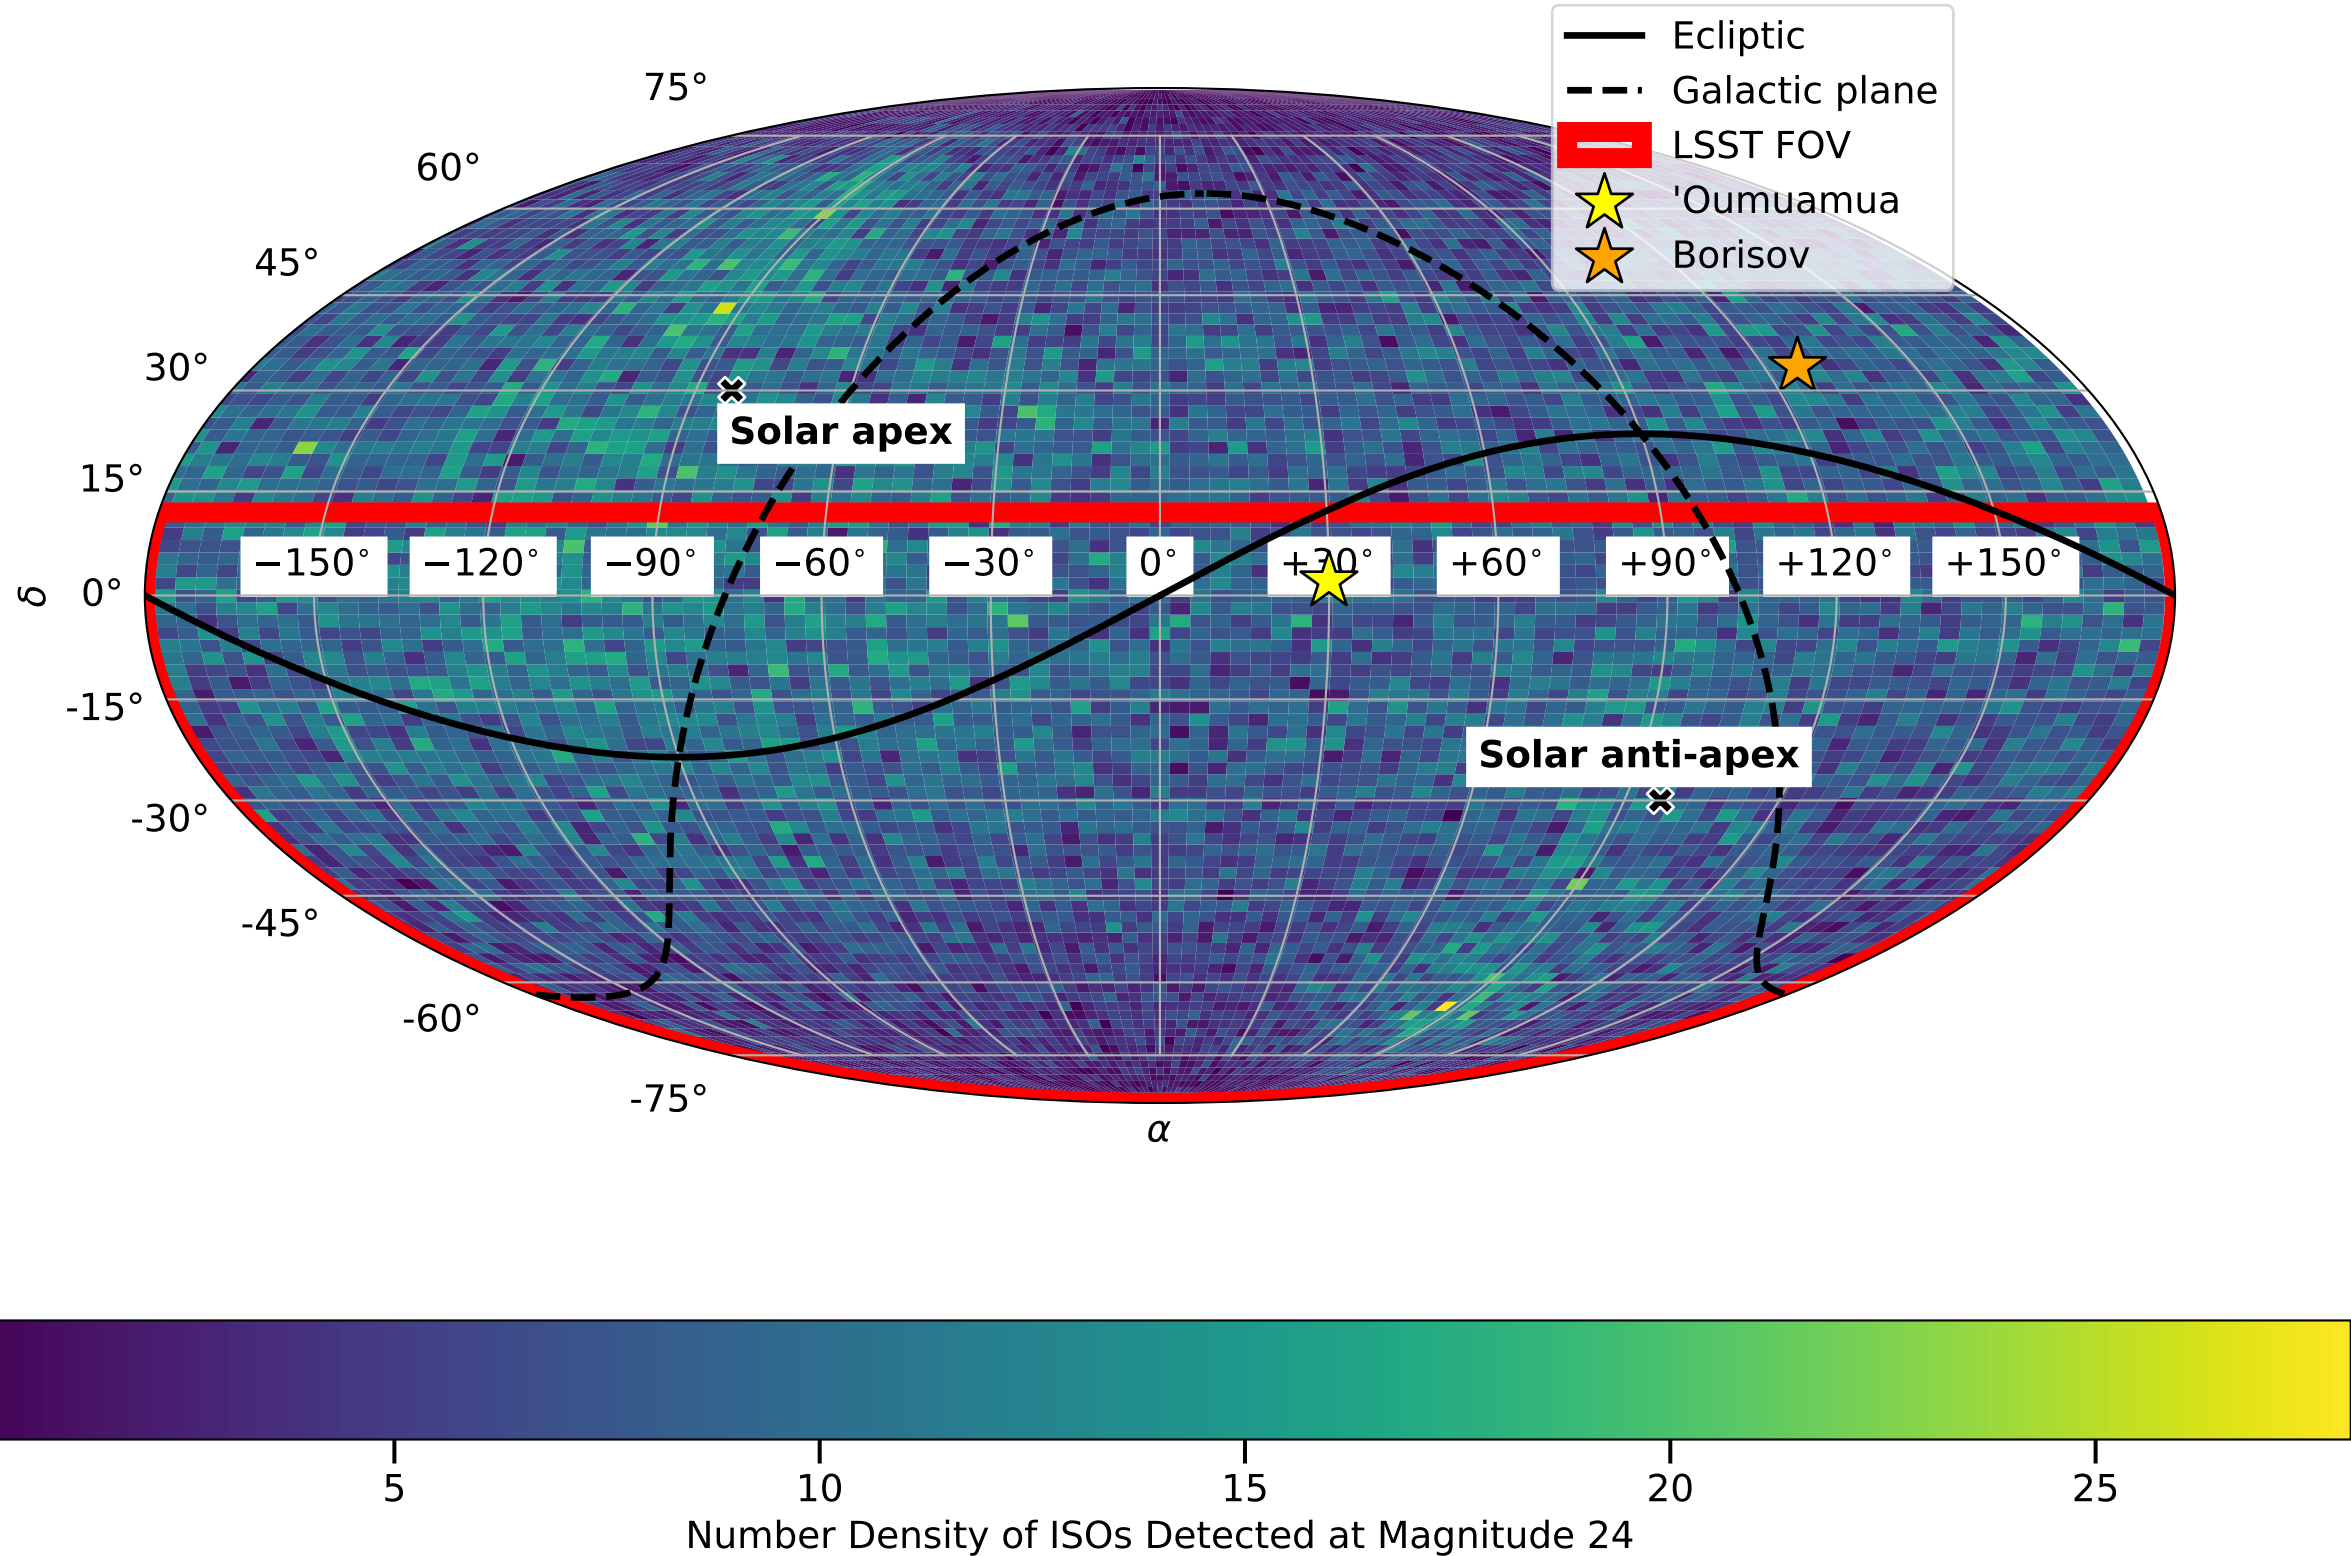 Ecliptic
Galactic plane
LSST FOV
'Oumuamua
Borisov
75°
60°
45°
30°
Solar apex
15°
−150° −120° −90° −60° −30° 0° +30° +60° +90° +120° +150°
δ
0°
-15°
Solar anti-apex
-30°
-45°
-60°
-75°
α
5 10 15 20 25
Number Density of ISOs Detected at Magnitude 24